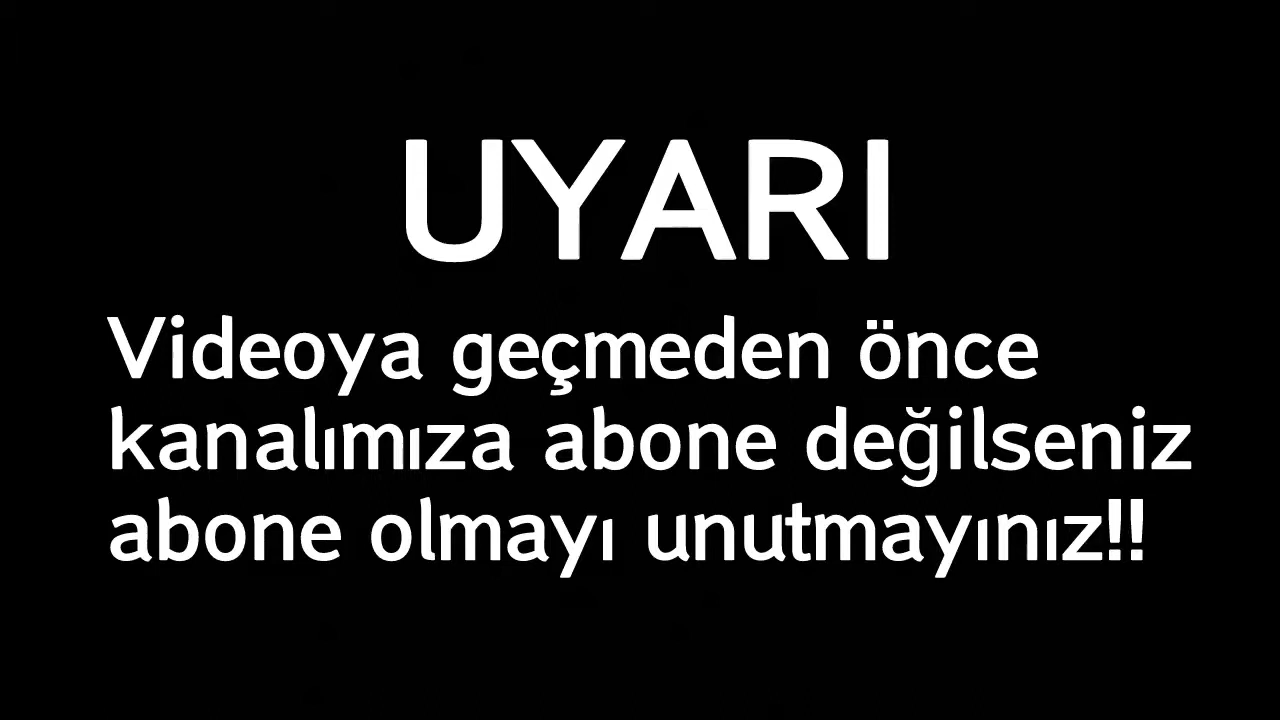 UYARI
Videoya geçmeden önce
kanalımıza abone değilseniz
abone olmayı unutmayınız!!